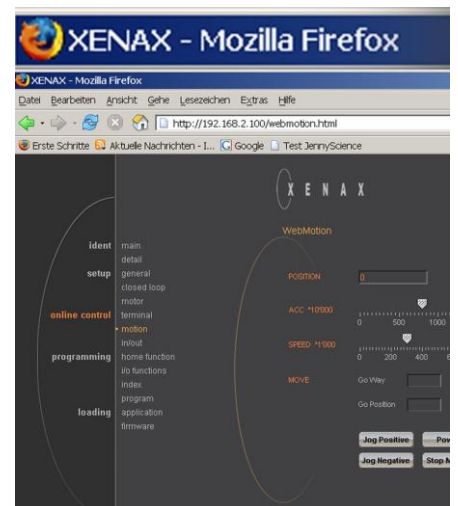 XENAX - Mozilla Firefox
XENAX - Mozilla Firefox
Datei Bearbeiten Ansicht Gehe Lesezeichen Extras Hilfe
http://192.168.2.100/webmotion.html
Erste Schritte Aktuelle Nachrichten - I... Google Test JennyScience
XENAX
WebMotion
ident main
detail
setup general
closed loop
motor
online control terminal
motion
in/out
programming home function
i/o functions
index
program
loading application
firmware
POSITION 0
ACC *10'000
0 500 1000
SPEED *1'000
0 200 400
MOVE Go Way
Go Position
Jog Positive
Jog Negative Stop